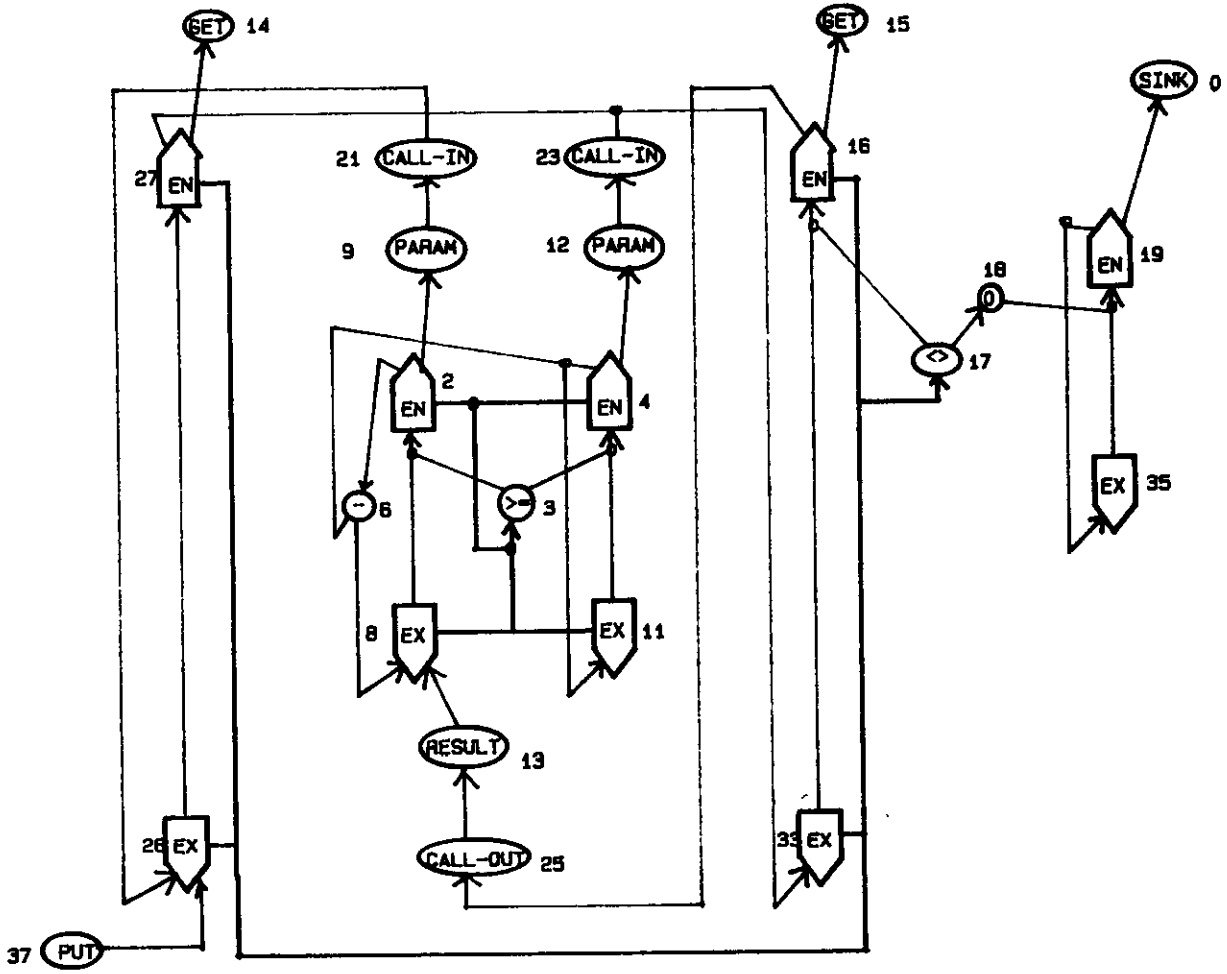 GET 14
GET 15
SINK 0
21 CALL-IN
23 CALL-IN
16
EN
27 EN
9 PARAM
12 PARAM
EN 19
18
0
<> 17
2
EN
EN 4
- 6
>= 3
EX 35
8 EX
EX 11
RESULT 13
26 EX
CALL-OUT 25
33 EX
37 PUT